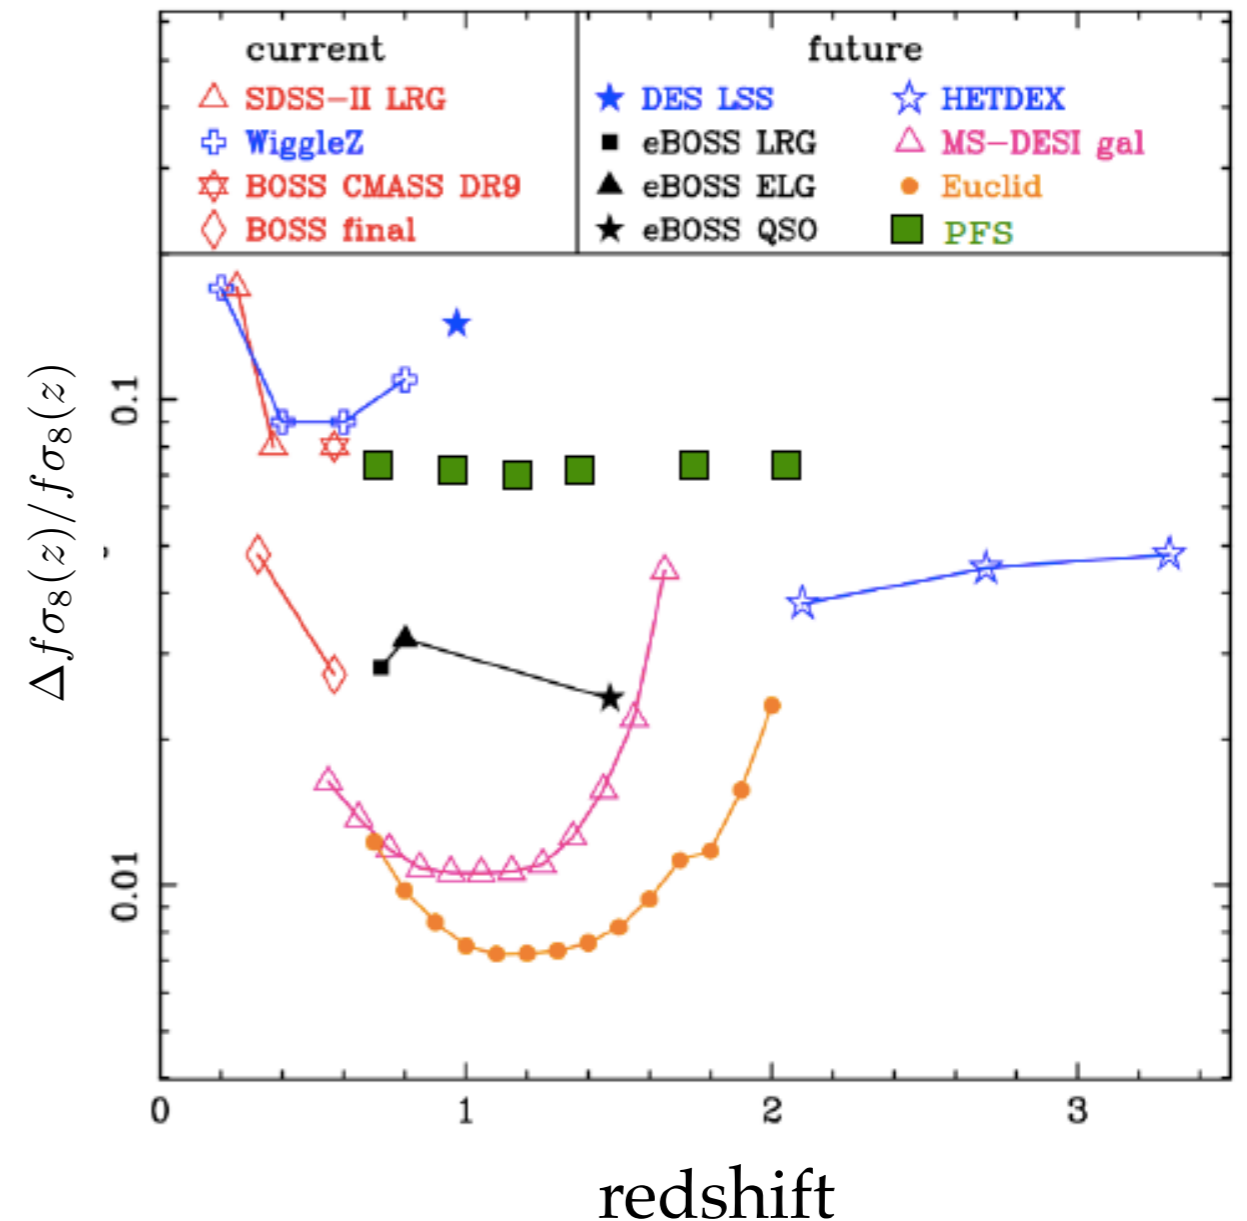 current future
SDSS-II LRG DES LSS HETDEX
WiggleZ eBOSS LRG MS-DESI gal
BOSS CMASS DR9 eBOSS ELG Euclid
BOSS final eBOSS QSO PFS
Δfσ₈(z)/fσ₈(z)
0.1
0.01
0 1 2 3
redshift